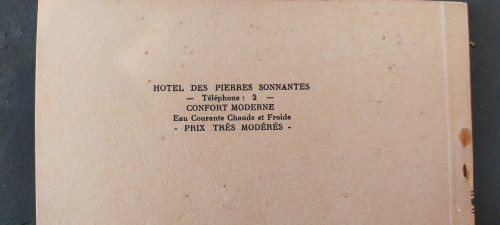 HOTEL DES PIERRES SONNANTES
— Téléphone : 2 —
CONFORT MODERNE
Eau Courante Chaude et Froide
- PRIX TRÈS MODÉRÉS -